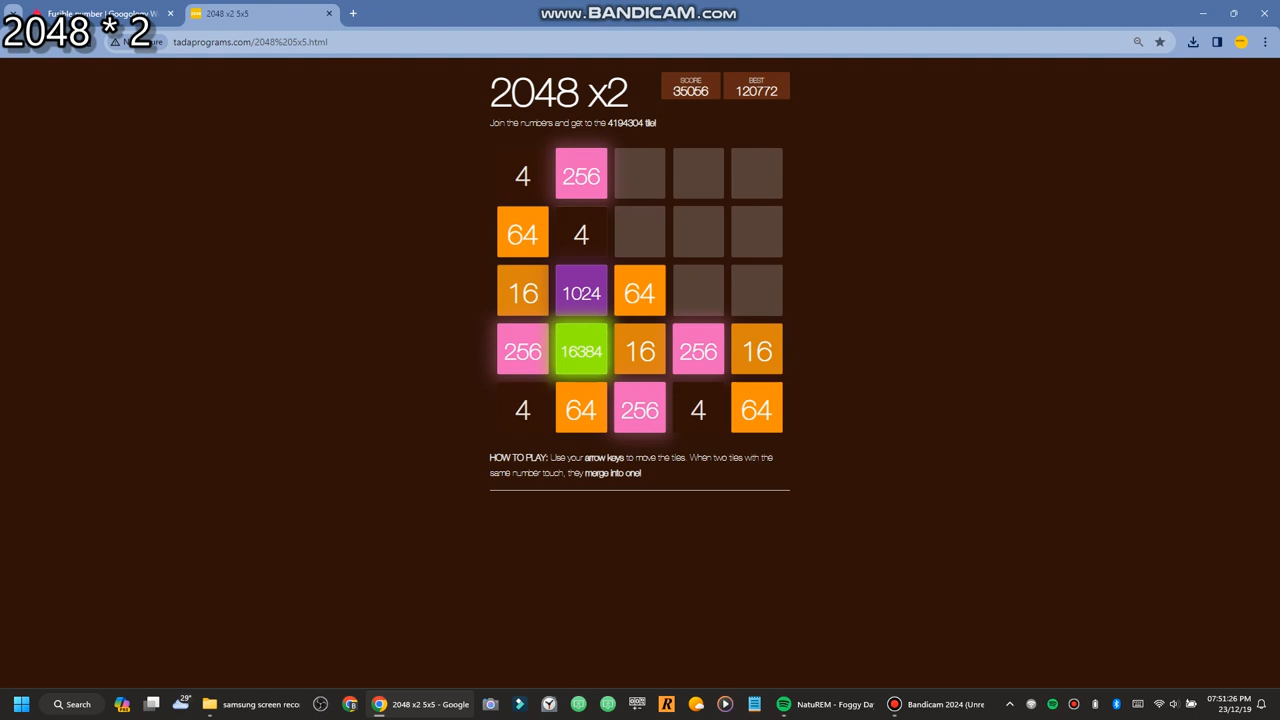 www.BANDICAM.com
Furible number | Googology W
2048 x2 5x5
2048 * 2
tadaprograms.com/2048%205x5.html
2048 x2
SCORE
35056
BEST
120772
Join the numbers and get to the 4194304 tile!
4 256
64 4
16 1024 64
256 16384 16 256 16
4 64 256 4 64
HOW TO PLAY: Use your arrow keys to move the tiles. When two tiles with the
same number touch, they merge into one!
29°
Search
samsung screen reco
2048 x2 5x5 - Google
NatuREM - Foggy Da
Bandicam 2024 (Unre
07:51:26 PM
23/12/19